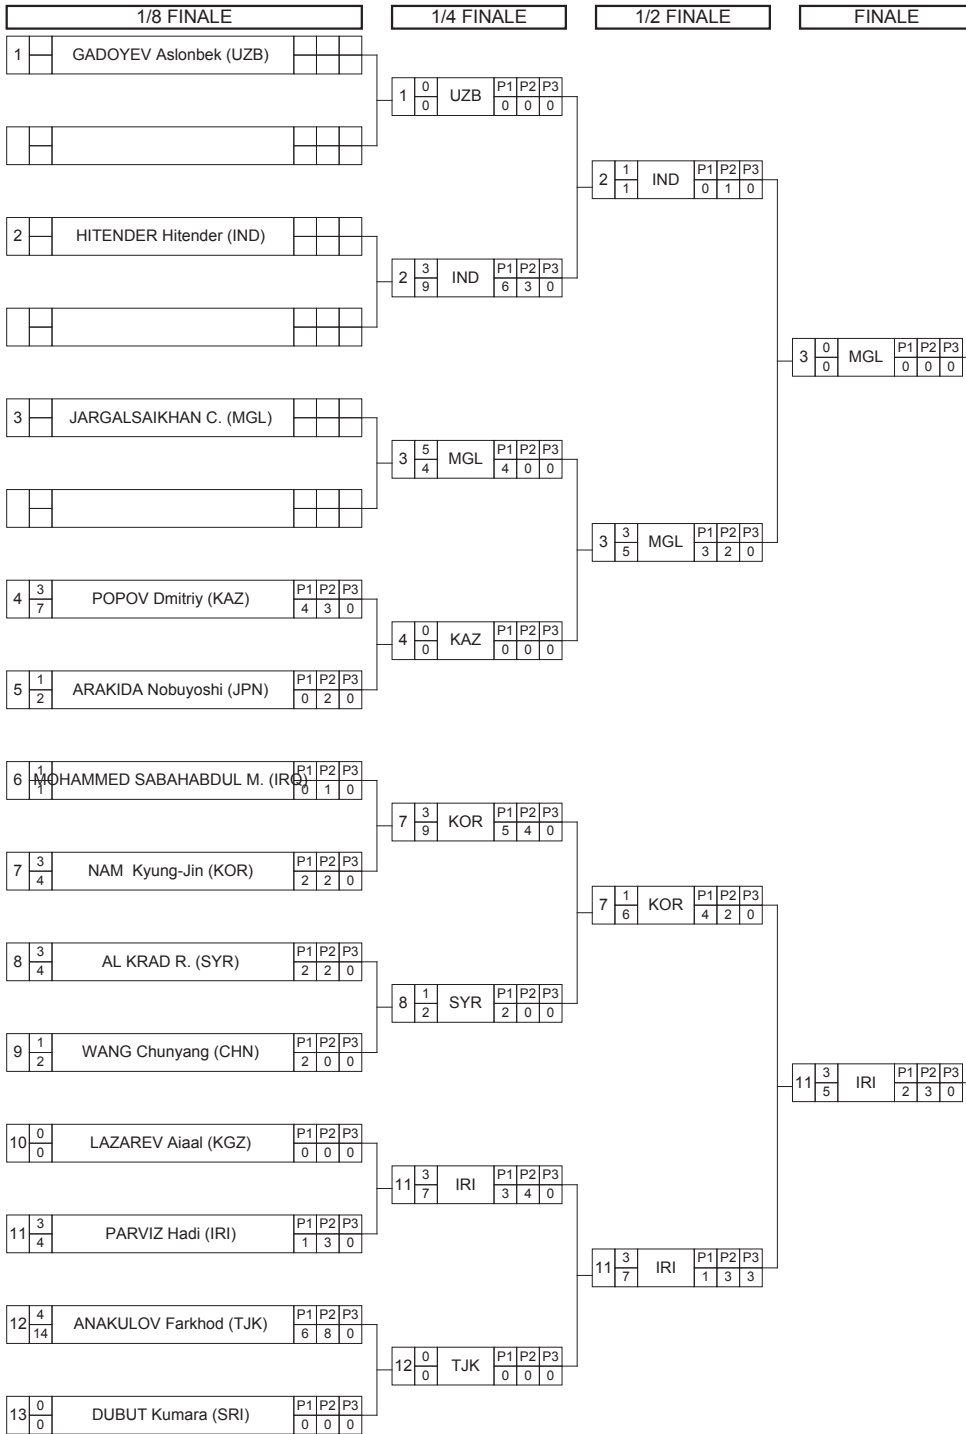 1/8 FINALE 1/4 FINALE 1/2 FINALE FINALE
1 GADOYEV Aslonbek (UZB)
1 0 0 UZB P1 P2 P3 0 0 0
2 1 1 IND P1 P2 P3 0 1 0
2 HITENDER Hitender (IND)
2 3 9 IND P1 P2 P3 6 3 0
3 0 0 MGL P1 P2 P3 0 0 0
3 JARGALSAIKHAN C. (MGL)
3 5 4 MGL P1 P2 P3 4 0 0
3 3 5 MGL P1 P2 P3 3 2 0
4 3 7 POPOV Dmitriy (KAZ) P1 P2 P3 4 3 0
4 0 0 KAZ P1 P2 P3 0 0 0
5 1 2 ARAKIDA Nobuyoshi (JPN) P1 P2 P3 0 2 0
6 1 1 MOHAMMED SABAHABDUL M. (IRQ) P1 P2 P3 0 1 0
7 3 9 KOR P1 P2 P3 5 4 0
7 3 4 NAM Kyung-Jin (KOR) P1 P2 P3 2 2 0
7 1 6 KOR P1 P2 P3 4 2 0
8 3 4 AL KRAD R. (SYR) P1 P2 P3 2 2 0
8 1 2 SYR P1 P2 P3 2 0 0
9 1 2 WANG Chunyang (CHN) P1 P2 P3 2 0 0
11 3 5 IRI P1 P2 P3 2 3 0
10 0 0 LAZAREV Aiaal (KGZ) P1 P2 P3 0 0 0
11 3 7 IRI P1 P2 P3 3 4 0
11 3 4 PARVIZ Hadi (IRI) P1 P2 P3 1 3 0
11 3 7 IRI P1 P2 P3 1 3 3
12 4 14 ANAKULOV Farkhod (TJK) P1 P2 P3 6 8 0
12 0 0 TJK P1 P2 P3 0 0 0
13 0 0 DUBUT Kumara (SRI) P1 P2 P3 0 0 0